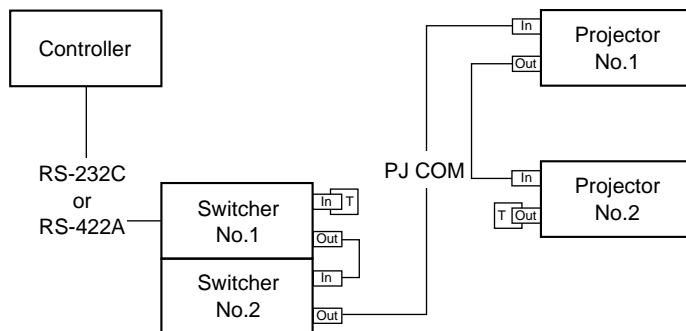 Controller
RS-232C
or
RS-422A
Switcher
No.1
In
T
Out
Switcher
No.2
In
Out
PJ COM
In
Out
Projector
No.1
In
T
Out
Projector
No.2